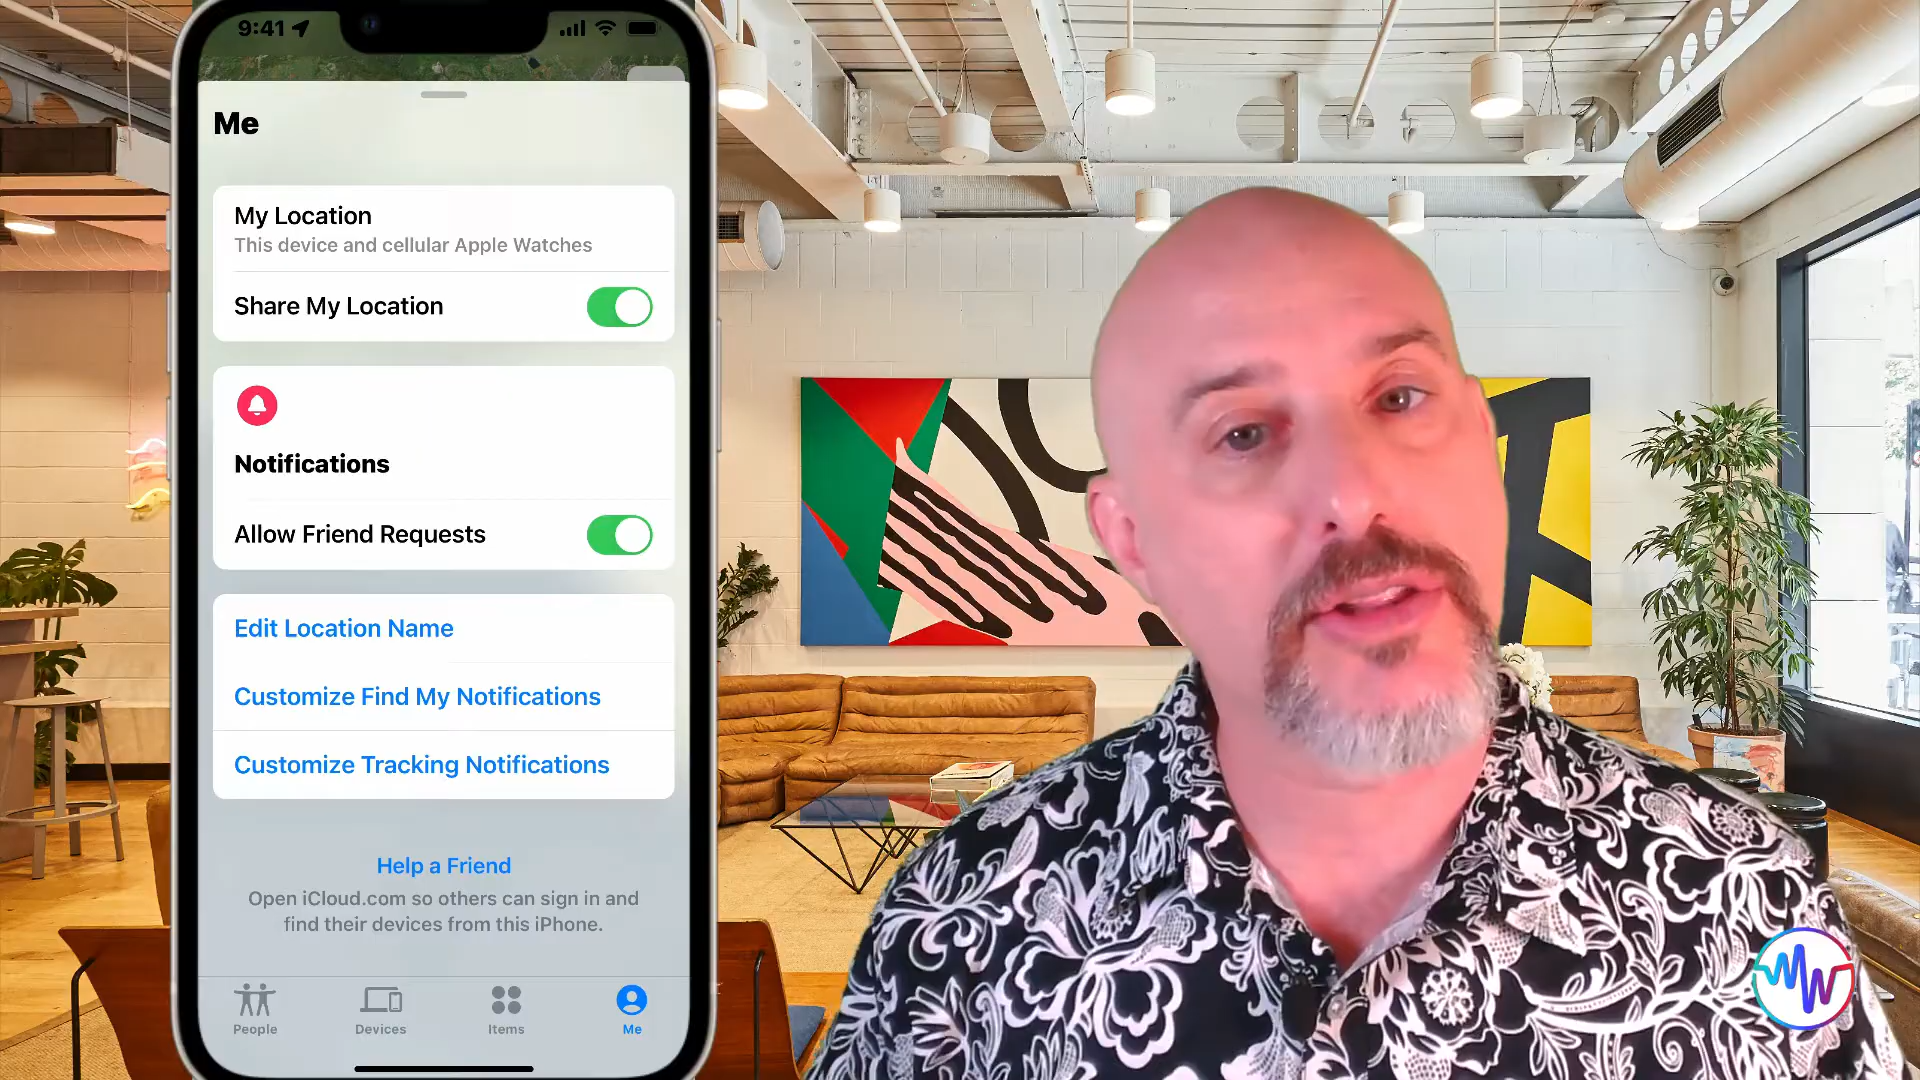 9:41
Me
My Location
This device and cellular Apple Watches
Share My Location
Notifications
Allow Friend Requests
Edit Location Name
Customize Find My Notifications
Customize Tracking Notifications
Help a Friend
Open iCloud.com so others can sign in and
find their devices from this iPhone.
People
Devices
Items
Me
MW